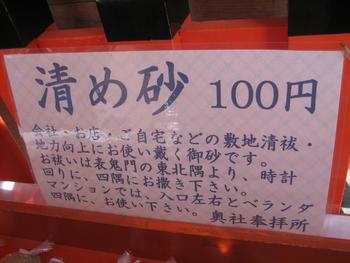 清め砂 100円
会社・お店・ご自宅などの敷地清祓・
地力向上にお使い戴く御砂です。
お祓いは表鬼門の東北隅より、時計
回りに、四隅にお撒き下さい。
マンションでは、入口左右とベランダ
四隅に、お使い下さい。 奥社奉拝所